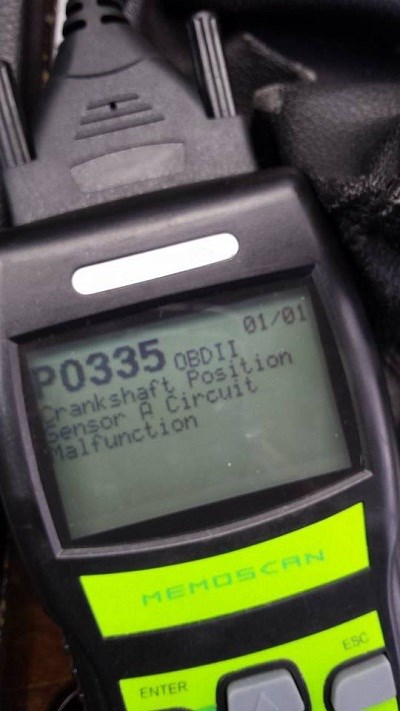 01/01
P0335 OBDII
Crankshaft Position
Sensor A Circuit
Malfunction
MEMOSCAN
ENTER
ESC